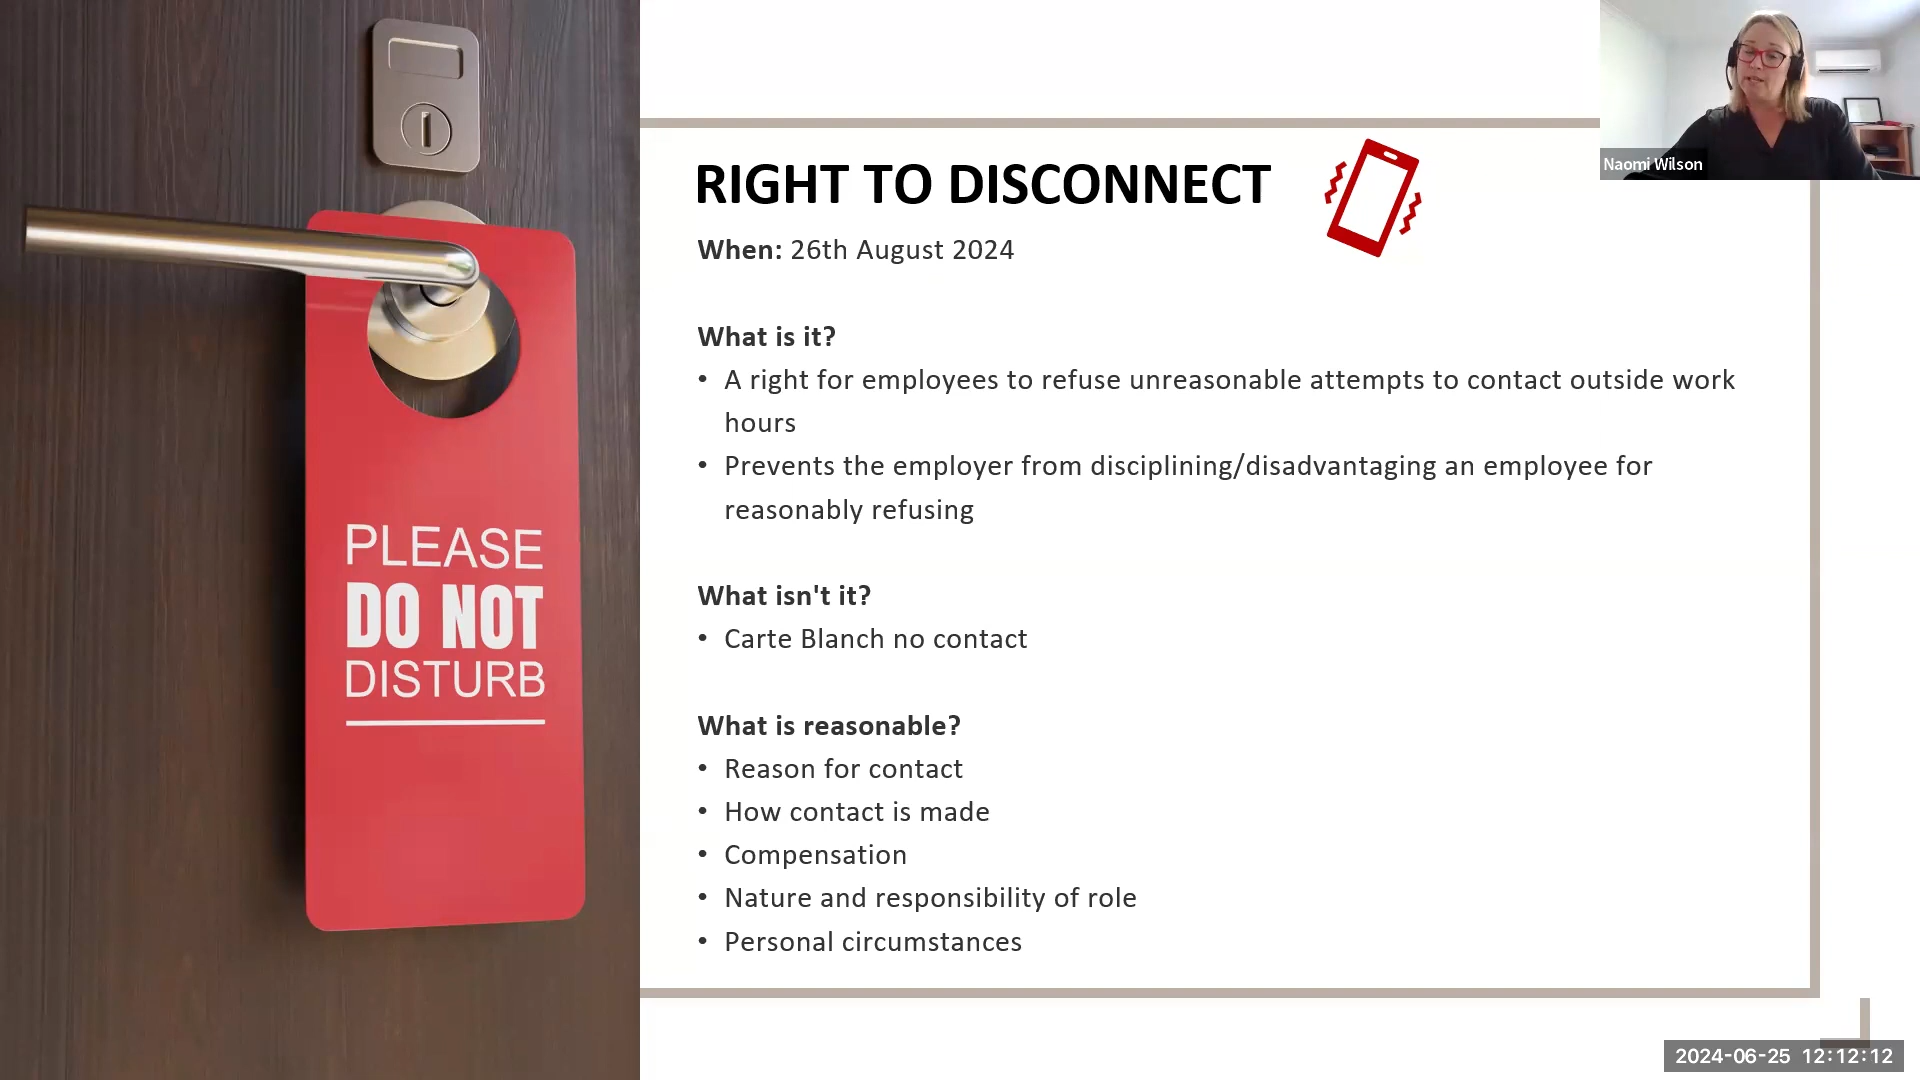 PLEASE
DO NOT
DISTURB
RIGHT TO DISCONNECT
When: 26th August 2024
What is it?
• A right for employees to refuse unreasonable attempts to contact outside work
hours
• Prevents the employer from disciplining/disadvantaging an employee for
reasonably refusing
What isn't it?
• Carte Blanch no contact
What is reasonable?
• Reason for contact
• How contact is made
• Compensation
• Nature and responsibility of role
• Personal circumstances
Naomi Wilson
2024-06-25 12:12:12